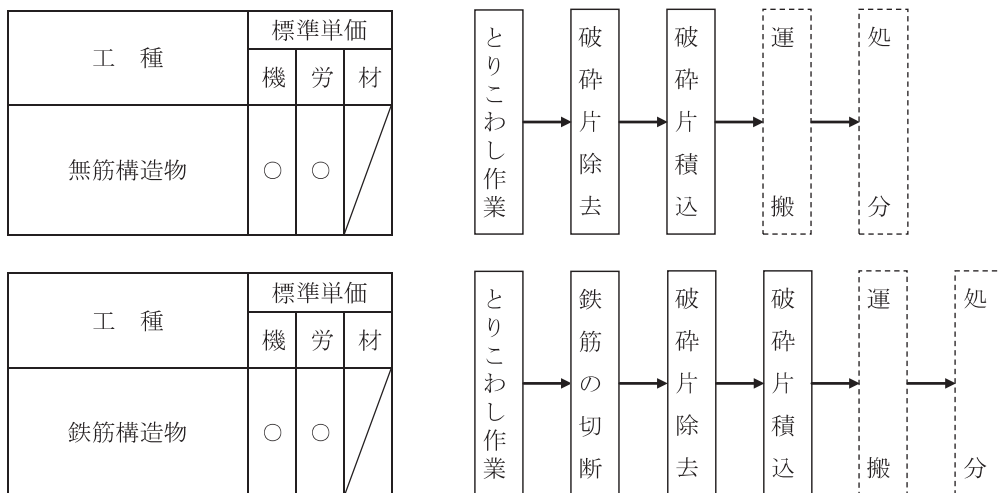 工種 標準単価
機 労 材
無筋構造物 ○ ○
とりこわし作業
破砕片除去
破砕片積込
運搬
処分
工種 標準単価
機 労 材
鉄筋構造物 ○ ○
とりこわし作業
鉄筋の切断
破砕片除去
破砕片積込
運搬
処分